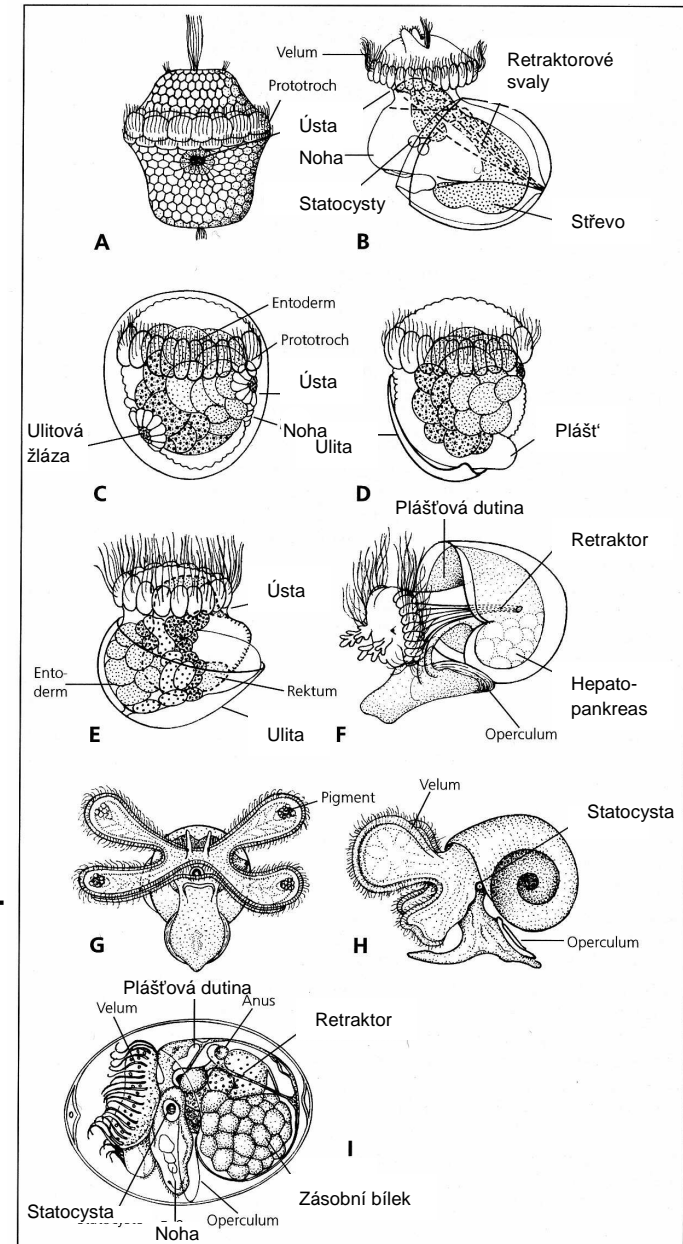 Velum
Retraktorové
svaly
Prototroch
Ústa
Noha
Statocysty
Střevo
A
B
Entoderm
Prototroch
Ústa
Noha
Ulitová
žláza
Ulita
Plášť
C
D
Plášťová dutina
Retraktor
Ústa
Ento-
derm
Rektum
Hepato-
pankreas
E
Ulita
F
Operculum
Pigment
Velum
Statocysta
G
H
Operculum
Plášťová dutina
Velum
Anus
Retraktor
I
Zásobní bílek
Statocysta
Operculum
Noha